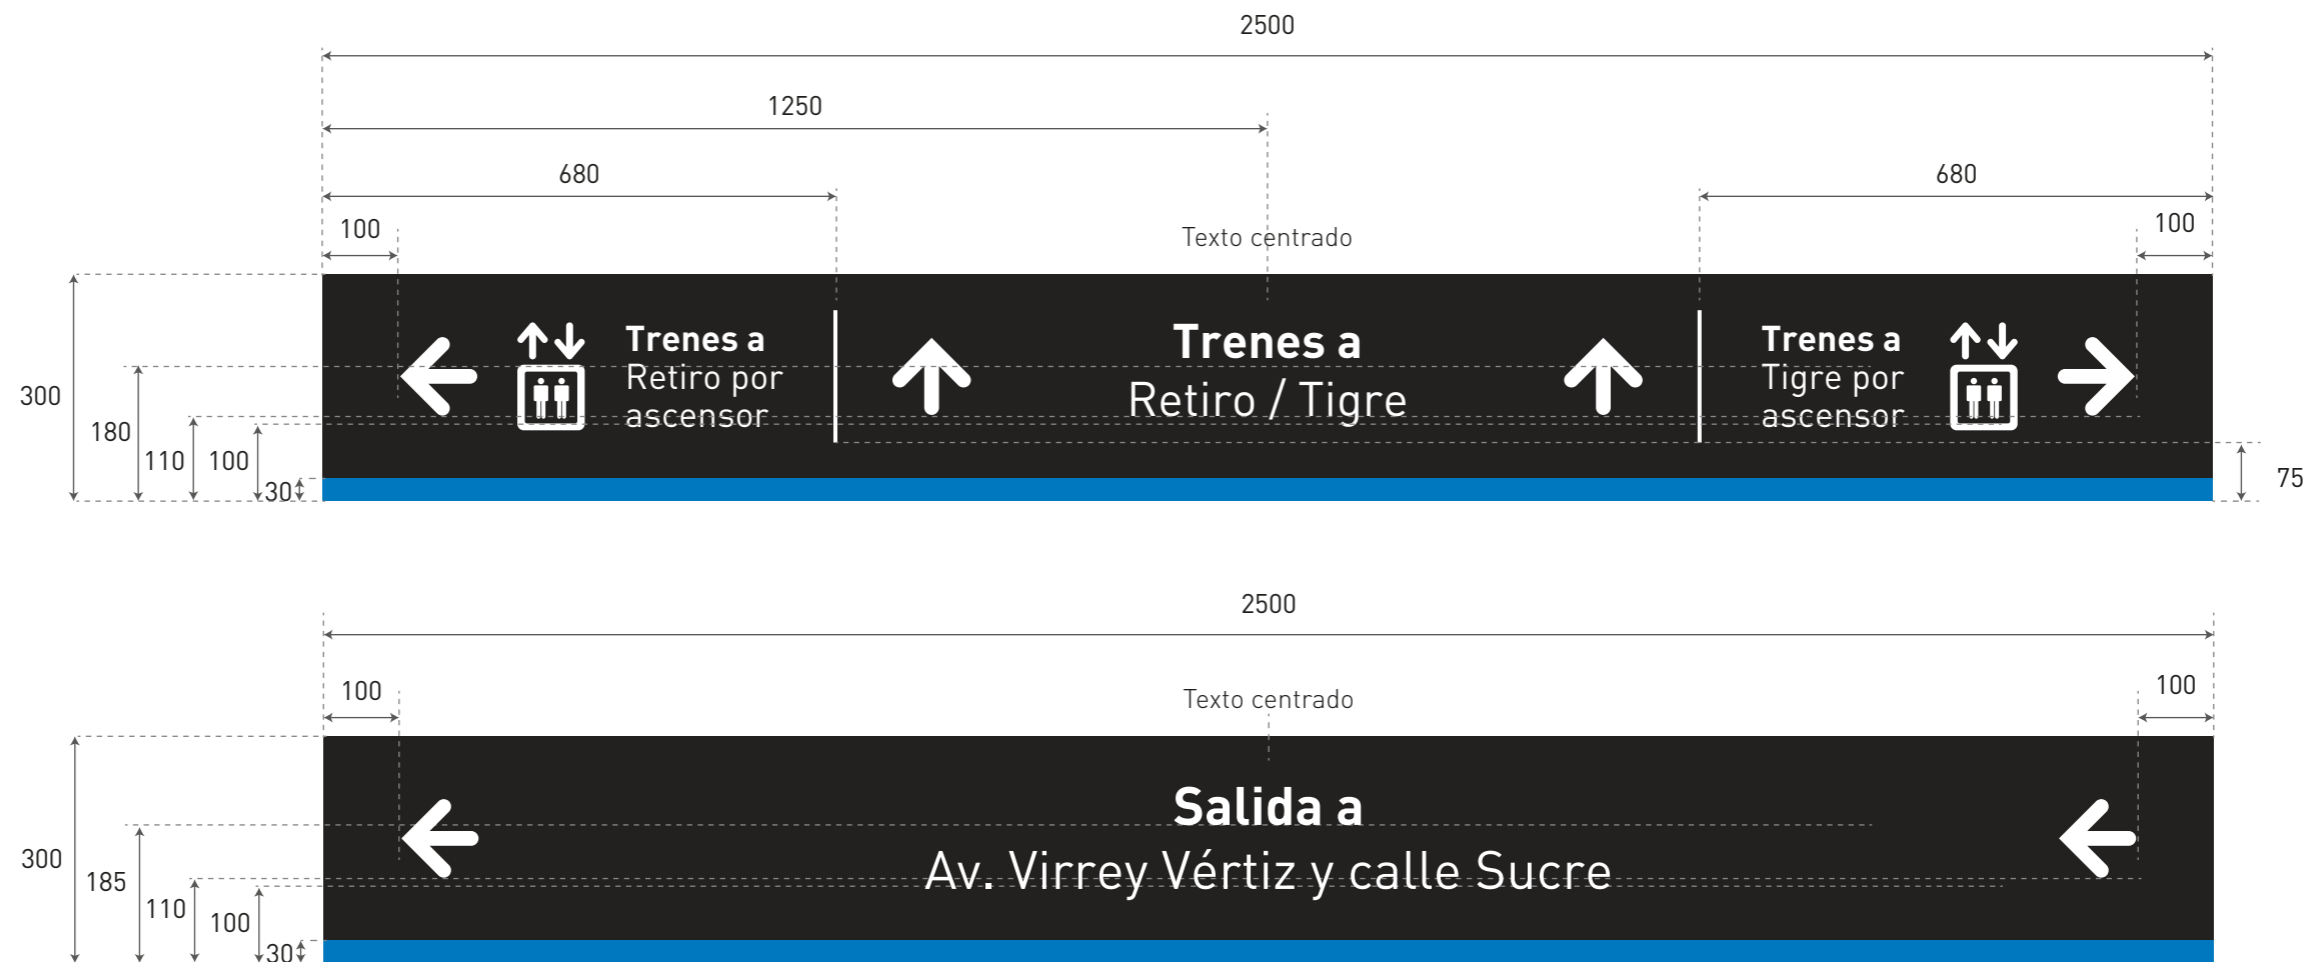 2500
1250
680
680
100
Texto centrado
100
Trenes a
Retiro por
ascensor
Trenes a
Retiro / Tigre
Trenes a
Tigre por
ascensor
300
180
110
100
30
75
2500
100
Texto centrado
100
Salida a
Av. Virrey Vértiz y calle Sucre
300
185
110
100
30